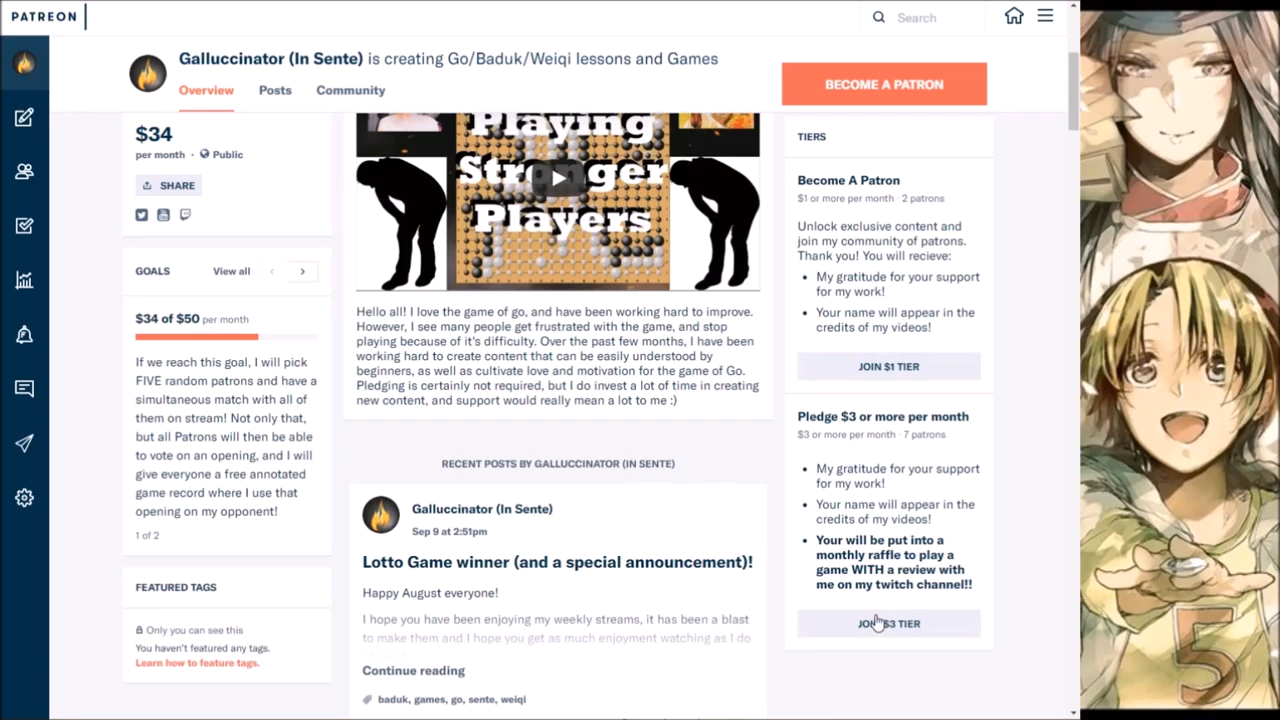 PATREON
Search
Galluccinator (In Sente) is creating Go/Baduk/Weiqi lessons and Games
Overview Posts Community
BECOME A PATRON
$34
per month · Public
SHARE
GOALS View all
$34 of $50 per month
If we reach this goal, I will pick
FIVE random patrons and have a
simultaneous match with all of
them on stream! Not only that,
but all Patrons will then be able
to vote on an opening, and I will
give everyone a free annotated
game record where I use that
opening on my opponent!
1 of 2
FEATURED TAGS
Only you can see this
You haven't featured any tags.
Learn how to feature tags.
Playing
Stronger
Players
Hello all! I love the game of go, and have been working hard to improve.
However, I see many people get frustrated with the game, and stop
playing because of it's difficulty. Over the past few months, I have been
working hard to create content that can be easily understood by
beginners, as well as cultivate love and motivation for the game of Go.
Pledging is certainly not required, but I do invest a lot of time in creating
new content, and support would really mean a lot to me :)
RECENT POSTS BY GALLUCCINATOR (IN SENTE)
Galluccinator (In Sente)
Sep 9 at 2:51pm
Lotto Game winner (and a special announcement)!
Happy August everyone!
I hope you have been enjoying my weekly streams, it has been a blast
to make them and I hope you get as much enjoyment watching as I do
Continue reading
baduk, games, go, sente, weiqi
TIERS
Become A Patron
$1 or more per month · 2 patrons
Unlock exclusive content and
join my community of patrons.
Thank you! You will recieve:
• My gratitude for your support
for my work!
• Your name will appear in the
credits of my videos!
JOIN $1 TIER
Pledge $3 or more per month
$3 or more per month · 7 patrons
• My gratitude for your support
for my work!
• Your name will appear in the
credits of my videos!
• Your will be put into a
monthly raffle to play a
game WITH a review with
me on my twitch channel!!
JOIN $3 TIER
5